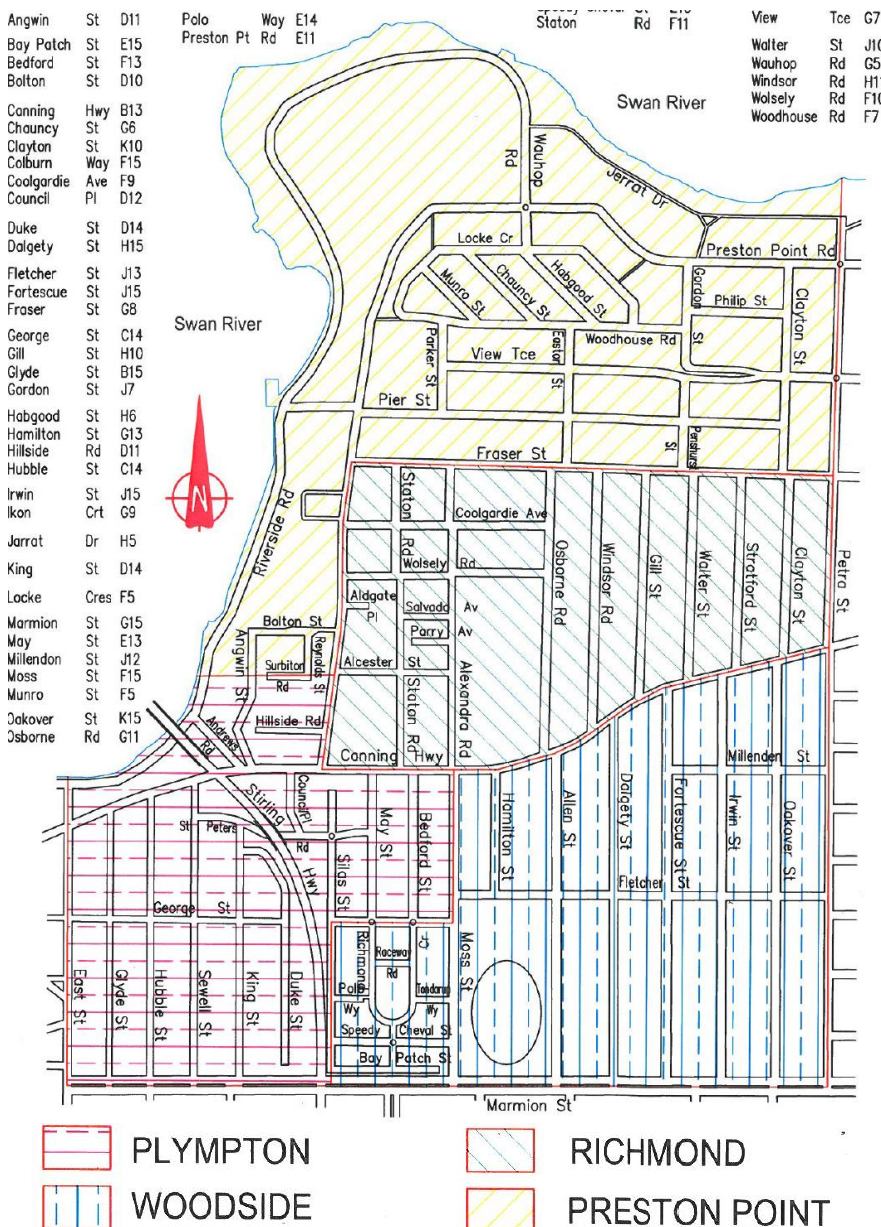 Angwin St D11
Bay Patch St E15
Bedford St F13
Bolton St D10
Canning Hwy B13
Chauncy St G6
Clayton St K10
Colburn Way F15
Coolgardie Ave F9
Council Pl D12
Duke St D14
Dalgety St H15
Fletcher St J13
Fortescue St J15
Fraser St G8
George St C14
Gill St H10
Glyde St B15
Gordon St J7
Habgood St H6
Hamilton St G13
Hillside Rd D11
Hubble St C14
Irwin St J15
Ikon Crt G9
Jarrat Dr H5
King St D14
Locke Cres F5
Marmion St G15
May St E13
Millendon St J12
Moss St F15
Munro St F5
Oakover St K15
Osborne Rd G11
Polo Way E14
Preston Pt Rd E11
Staton Rd F11
View Tce G7
Walter St J10
Wauhop Rd G5
Windsor Rd H11
Wolsely Rd F10
Woodhouse Rd F7
Swan River
Swan River
Wauhop Rd
Jerrat Dr
Preston Point Rd
Locke Cr
Munro St
Chauncy St
Habgood St
Gordon St
Philip St
Clayton St
Parker St
View Tce
Easton St
Woodhouse Rd
Pier St
Fraser St
Penshurst St
N
Riverside Rd
Staton Rd
Coolgardie Ave
Wolsely Rd
Osborne Rd
Windsor Rd
Gill St
Walter St
Stratford St
Clayton St
Petra St
Aldgate Pl
Salvado Av
Parry Av
Alcester St
Staton Rd
Alexandra Rd
Canning Hwy
Bolton St
Angwin St
Surbiton Rd
Reynolds St
Hillside Rd
Andrews Rd
Stirling Hwy
Council Pl
St Peters Rd
May St
Bedford St
Silas St
Hamilton St
Allen St
Dargety St
Fortescue St
Irwin St
Oakover St
Millenden St
Fletcher St
George St
East St
Glyde St
Hubble St
Sewell St
King St
Duke St
Richmond
Raceway Rd
Moss St
Polo Wy
Wy
Speedy Cheval St
Bay Patch St
Marmion St
PLYMPTON
RICHMOND
WOODSIDE
PRESTON POINT